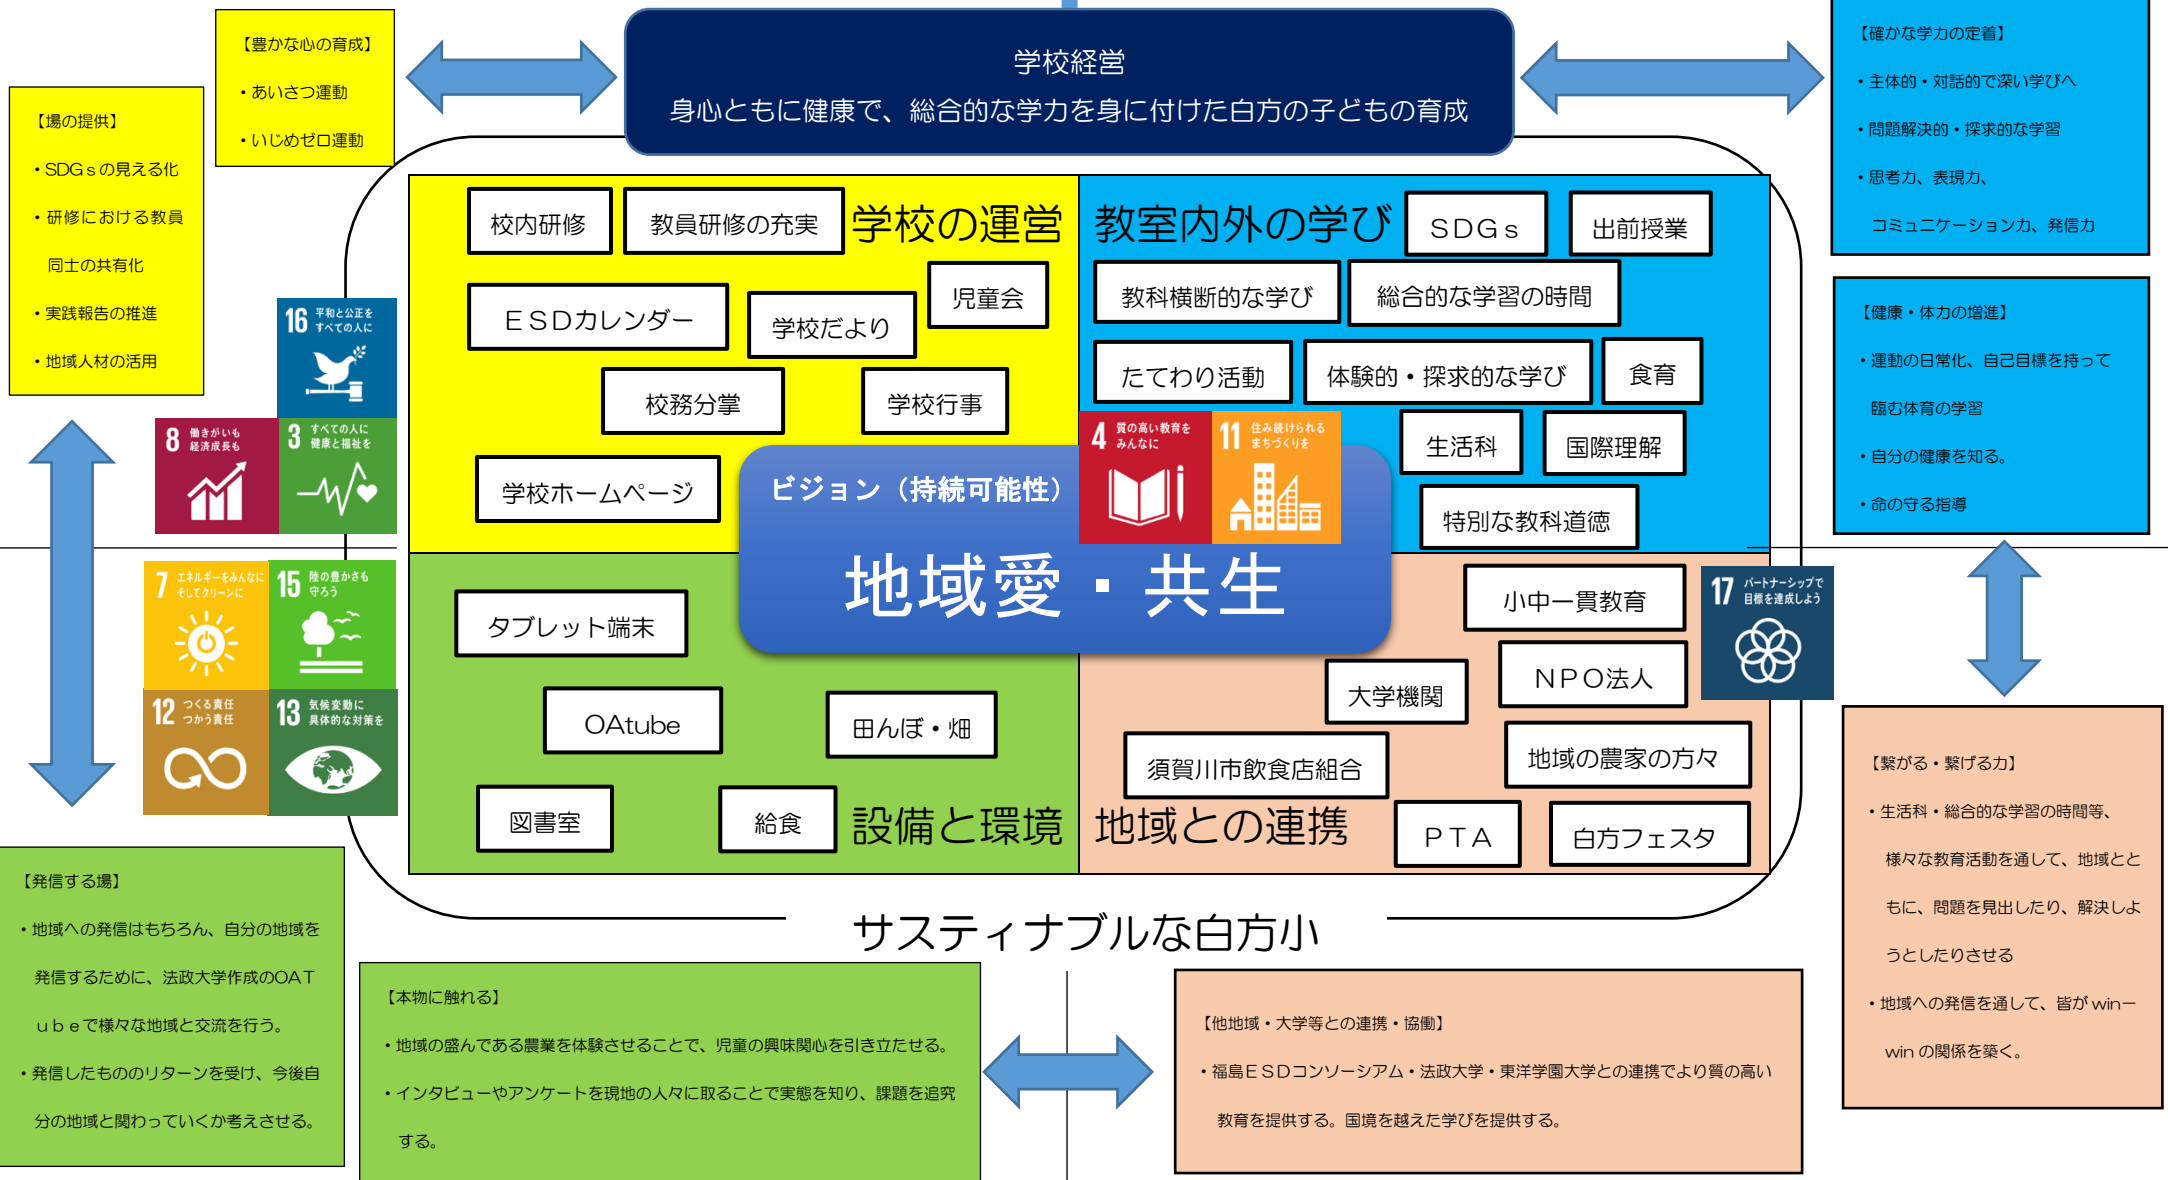 学校経営
身心ともに健康で、総合的な学力を身に付けた白方の子どもの育成
【豊かな心の育成】
・あいさつ運動
・いじめゼロ運動
【場の提供】
・SDGｓの見える化
・研修における教員
同士の共有化
・実践報告の推進
・地域人材の活用
【確かな学力の定着】
・主体的・対話的で深い学びへ
・問題解決的・探求的な学習
・思考力、表現力、
コミュニケーション力、発信力
【健康・体力の増進】
・運動の日常化、自己目標を持って
臨む体育の学習
・自分の健康を知る。
・命の守る指導
学校の運営
校内研修
教員研修の充実
児童会
ＥＳＤカレンダー
学校だより
校務分掌
学校行事
学校ホームページ
教室内外の学び
ＳＤＧｓ
出前授業
教科横断的な学び
総合的な学習の時間
たてわり活動
体験的・探求的な学び
食育
生活科
国際理解
特別な教科道徳
16 平和と公正を
すべての人に
8 働きがいも
経済成長も
3 すべての人に
健康と福祉を
4 質の高い教育を
みんなに
11 住み続けられる
まちづくりを
ビジョン（持続可能性）
地域愛・共生
7 エネルギーをみんなに
そしてクリーンに
15 陸の豊かさも
守ろう
12 つくる責任
つかう責任
13 気候変動に
具体的な対策を
17 パートナーシップで
目標を達成しよう
タブレット端末
OAtube
田んぼ・畑
図書室
給食
設備と環境
小中一貫教育
NPO法人
大学機関
須賀川市飲食店組合
地域の農家の方々
地域との連携
ＰＴＡ
白方フェスタ
サスティナブルな白方小
【発信する場】
・地域への発信はもちろん、自分の地域を
発信するために、法政大学作成のOAT
ｕｂｅで様々な地域と交流を行う。
・発信したもののリターンを受け、今後自
分の地域と関わっていくか考えさせる。
【本物に触れる】
・地域の盛んである農業を体験させることで、児童の興味関心を引き立たせる。
・インタビューやアンケートを現地の人々に取ることで実態を知り、課題を追究
する。
【他地域・大学等との連携・協働】
・福島ＥＳＤコンソーシアム・法政大学・東洋学園大学との連携でより質の高い
教育を提供する。国境を越えた学びを提供する。
【繋がる・繋げる力】
・生活科・総合的な学習の時間等、
様々な教育活動を通して、地域とと
もに、問題を見出したり、解決しよ
うとしたりさせる
・地域への発信を通して、皆が winー
win の関係を築く。